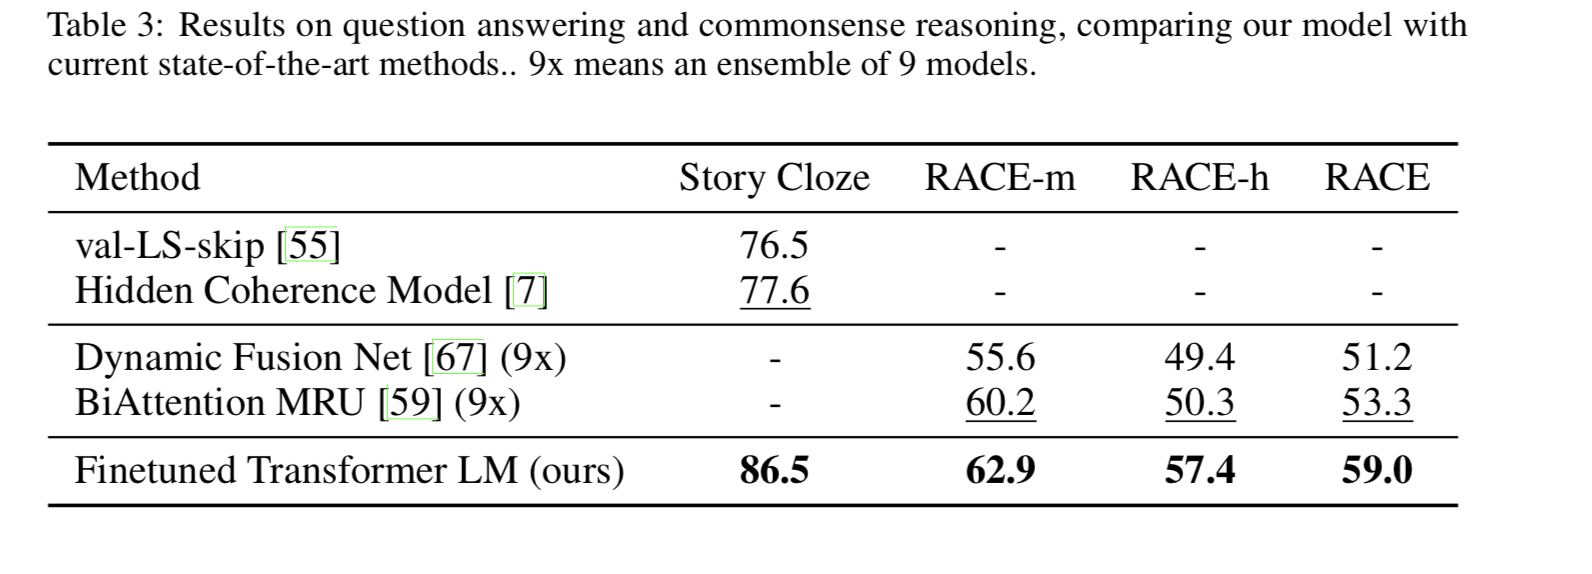 Table 3: Results on question answering and commonsense reasoning, comparing our model with
current state-of-the-art methods.. 9x means an ensemble of 9 models.
Method Story Cloze RACE-m RACE-h RACE
val-LS-skip [55] 76.5 - - -
Hidden Coherence Model [7] 77.6 - - -
Dynamic Fusion Net [67] (9x) - 55.6 49.4 51.2
BiAttention MRU [59] (9x) - 60.2 50.3 53.3
Finetuned Transformer LM (ours) 86.5 62.9 57.4 59.0